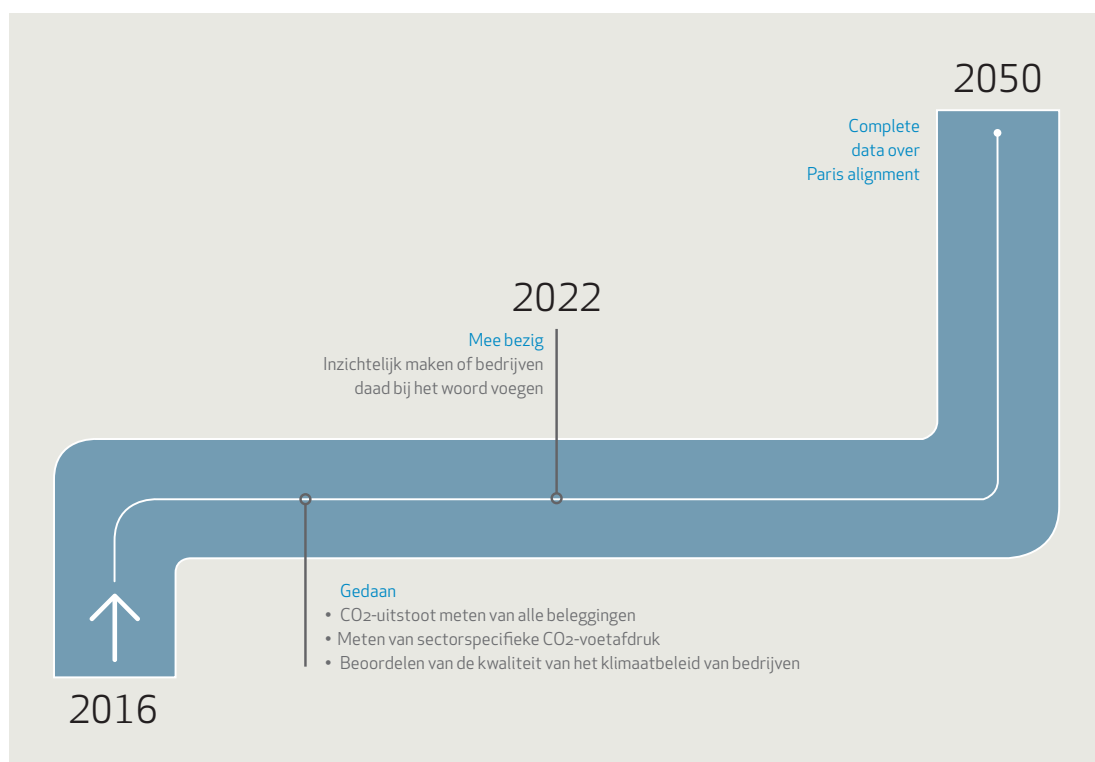 2050
Complete
data over
Paris alignment
2022
Mee bezig
Inzichtelijk maken of bedrijven
daad bij het woord voegen
Gedaan
• CO2-uitstoot meten van alle beleggingen
• Meten van sectorspecifieke CO2-voetafdruk
• Beoordelen van de kwaliteit van het klimaatbeleid van bedrijven
2016